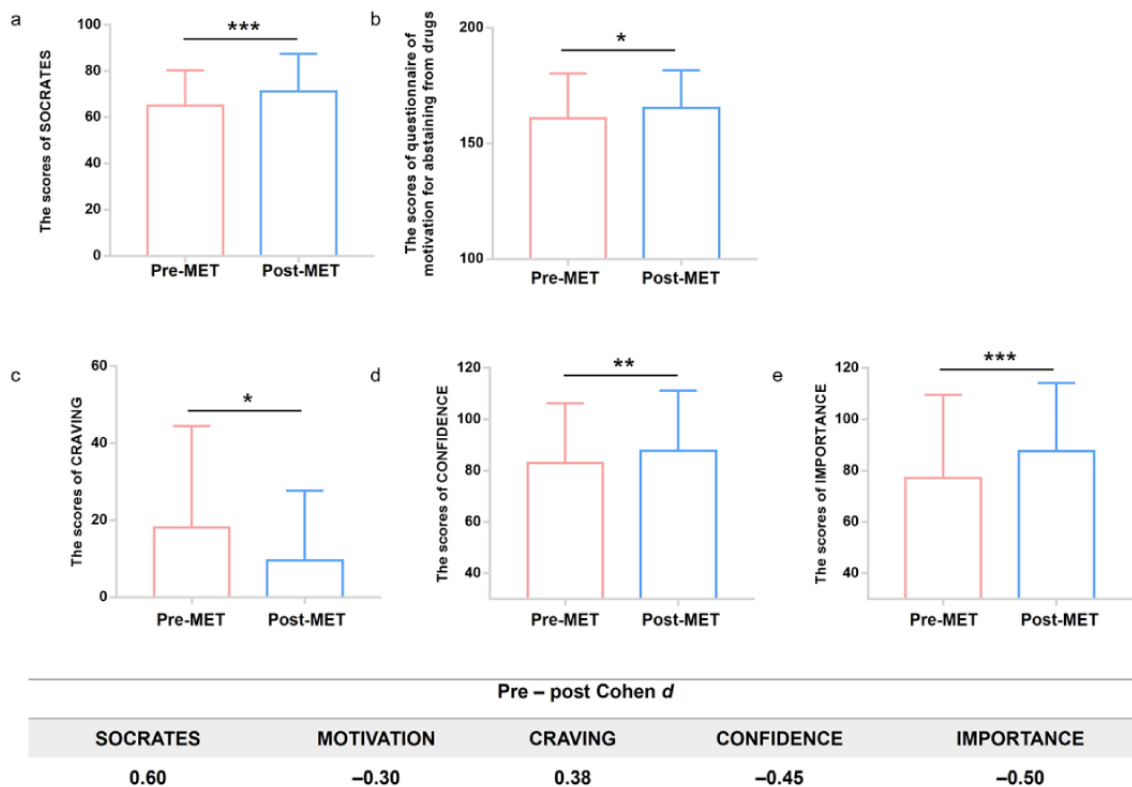 a
The scores of SOCRATES
100
80
60
40
20
0
***
Pre-MET Post-MET
b
The scores of questionnaire of
motivation for abstaining from drugs
200
150
100
*
Pre-MET Post-MET
c
The scores of CRAVING
60
40
20
0
*
Pre-MET Post-MET
d
The scores of CONFIDENCE
120
100
80
60
40
**
Pre-MET Post-MET
e
The scores of IMPORTANCE
120
100
80
60
40
***
Pre-MET Post-MET
Pre – post Cohen d
SOCRATES MOTIVATION CRAVING CONFIDENCE IMPORTANCE
0.60 –0.30 0.38 –0.45 –0.50